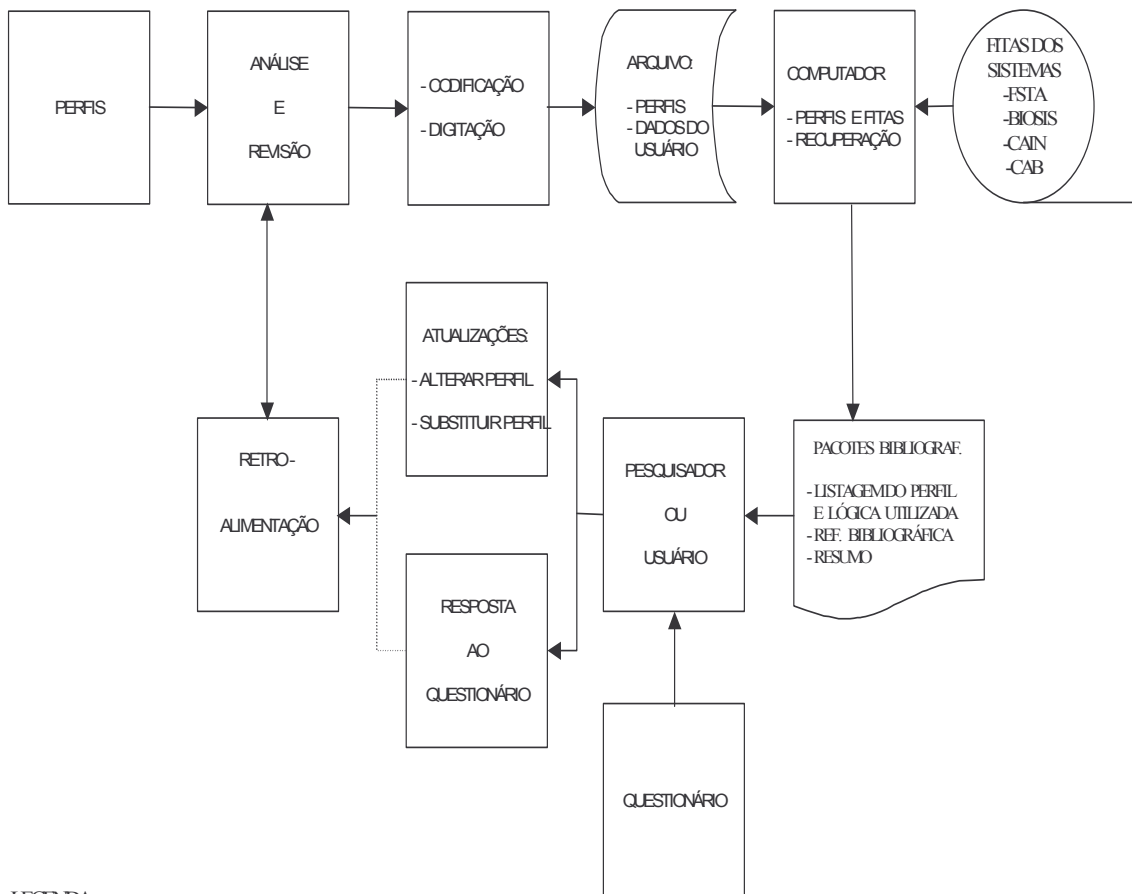 PERFIS
ANÁLISE
E
REVISÃO
- CODIFICAÇÃO
- DIGITAÇÃO
ARQUIVO:
- PERFIS
- DADOS DO
USUÁRIO
COMPUTADOR
- PERFIS E FITAS
- RECUPERAÇÃO
FITAS DOS
SISTEMAS
-FSTA
-BIOSIS
-CAIN
-CAB
ATUALIZAÇÕES:
- ALTERAR PERFIL
- SUBSTITUIR PERFIL
RETRO -
ALIMENTAÇÃO
PESQUISADOR
OU
USUÁRIO
PACOTES BIBLIOGRAF.
- LISTAGEM DO PERFIL
E LÓGICA UTILIZADA
- REF. BIBLIOGRÁFICA
- RESUMO
RESPOSTA
AO
QUESTIONÁRIO
QUESTIONÁRIO